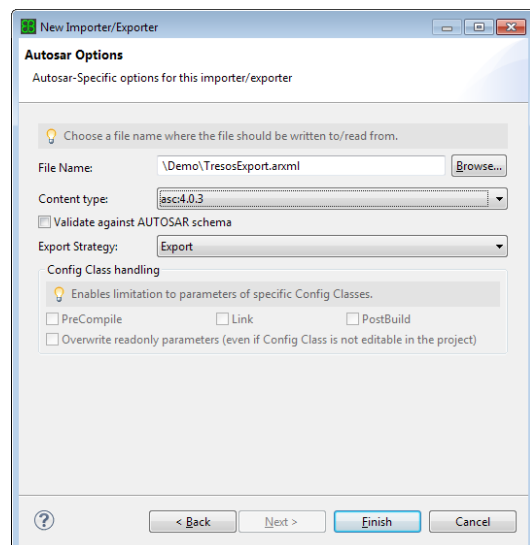 New Importer/Exporter
Autosar Options
Autosar-Specific options for this importer/exporter
Choose a file name where the file should be written to/read from.
File Name: \Demo\TresosExport.arxml Browse...
Content type: asc:4.0.3
Validate against AUTOSAR schema
Export Strategy: Export
Config Class handling
Enables limitation to parameters of specific Config Classes.
PreCompile Link PostBuild
Overwrite readonly parameters (even if Config Class is not editable in the project)
? < Back Next > Finish Cancel